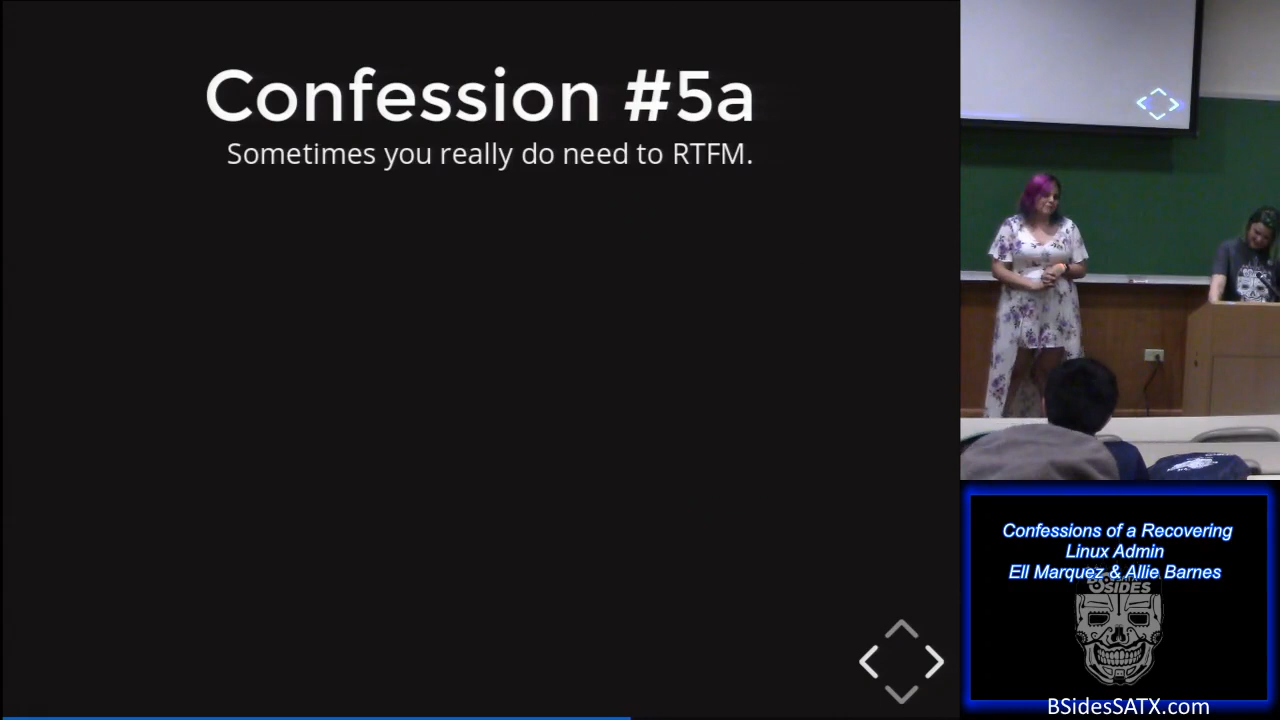 Confession #5a
Sometimes you really do need to RTFM.
Confessions of a Recovering
Linux Admin
Ell Marquez & Allie Barnes
BSIDES
BSidesSATX.com